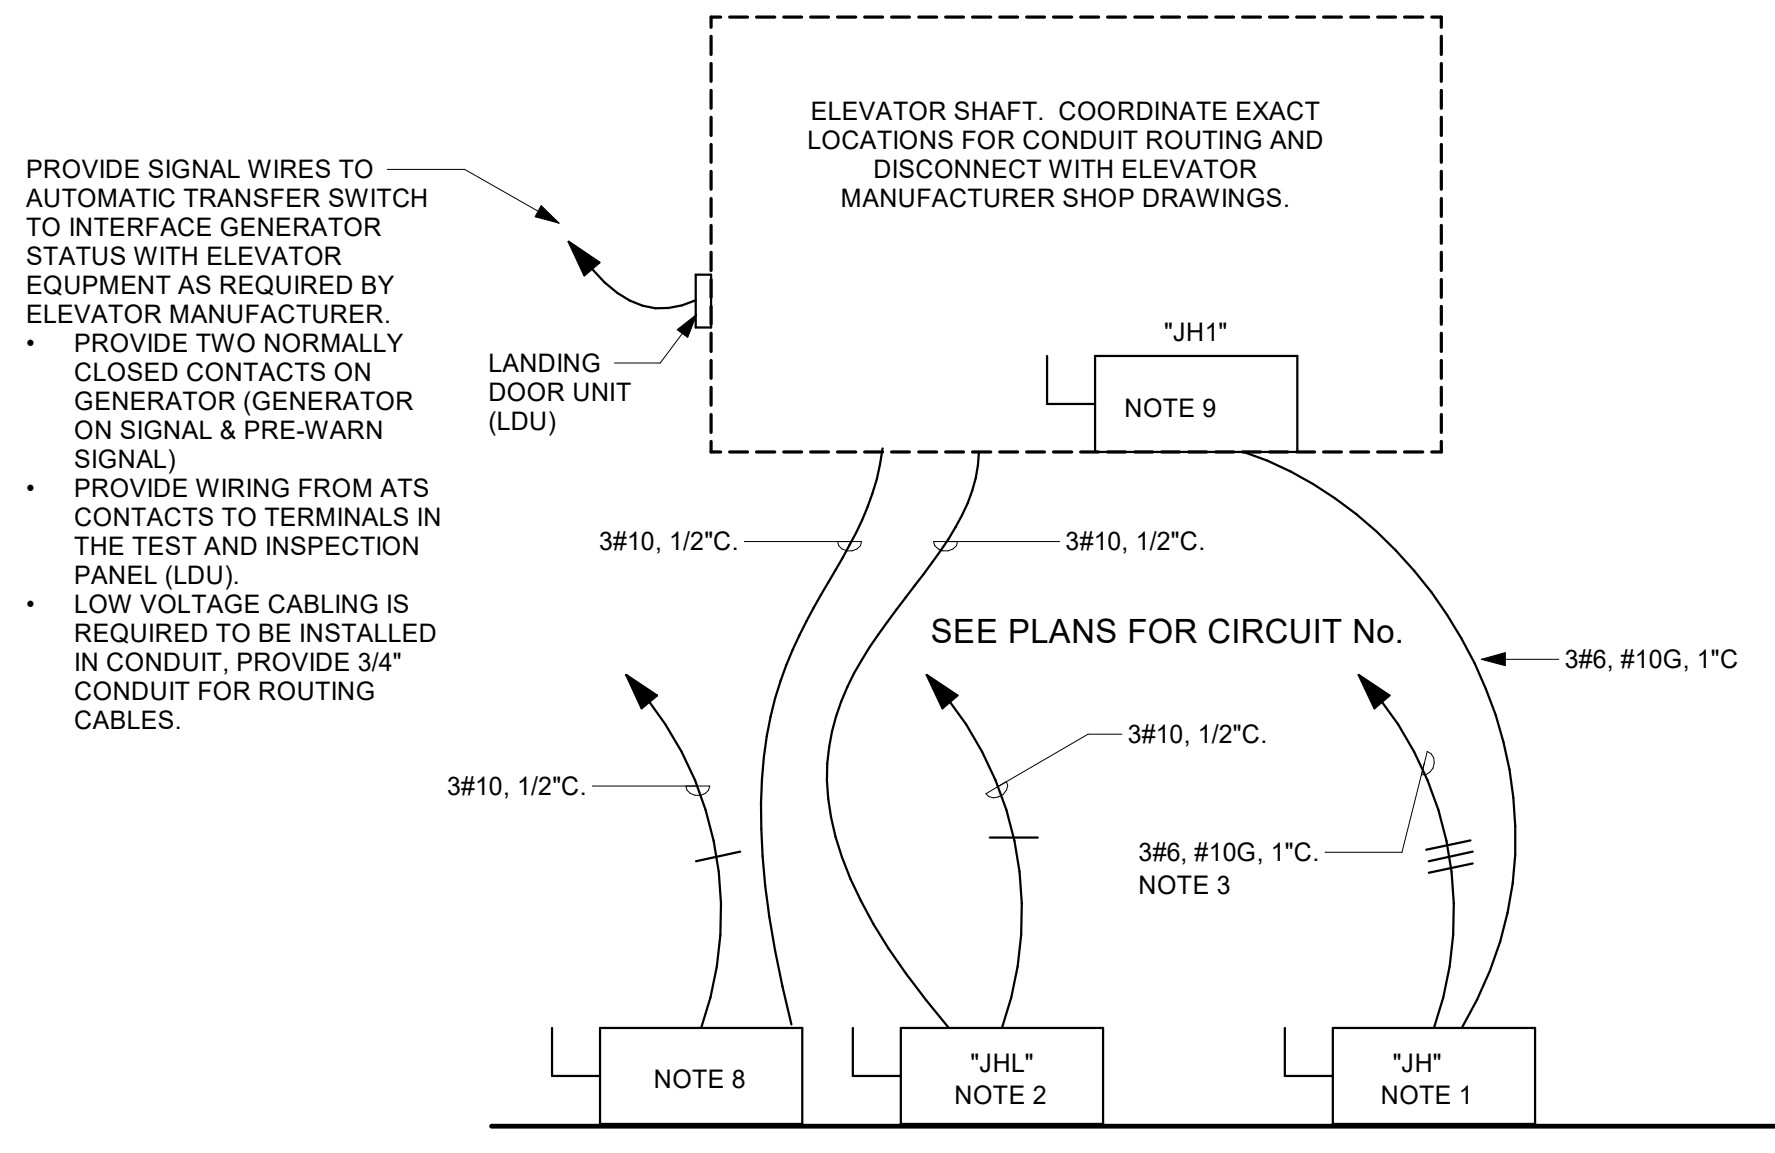 ELEVATOR SHAFT.  COORDINATE EXACT
LOCATIONS FOR CONDUIT ROUTING AND
DISCONNECT WITH ELEVATOR
MANUFACTURER SHOP DRAWINGS.
PROVIDE SIGNAL WIRES TO
AUTOMATIC TRANSFER SWITCH
TO INTERFACE GENERATOR
STATUS WITH ELEVATOR
EQUPMENT AS REQUIRED BY
ELEVATOR MANUFACTURER.
• PROVIDE TWO NORMALLY
CLOSED CONTACTS ON
GENERATOR (GENERATOR
ON SIGNAL & PRE-WARN
SIGNAL)
• PROVIDE WIRING FROM ATS
CONTACTS TO TERMINALS IN
THE TEST AND INSPECTION
PANEL (LDU).
• LOW VOLTAGE CABLING IS
REQUIRED TO BE INSTALLED
IN CONDUIT, PROVIDE 3/4"
CONDUIT FOR ROUTING
CABLES.
LANDING
DOOR UNIT
(LDU)
"JH1"
NOTE 9
3#10, 1/2"C.
3#10, 1/2"C.
SEE PLANS FOR CIRCUIT No.
3#6, #10G, 1"C
3#10, 1/2"C.
3#10, 1/2"C.
3#6, #10G, 1"C.
NOTE 3
NOTE 8
"JHL"
NOTE 2
"JH"
NOTE 1